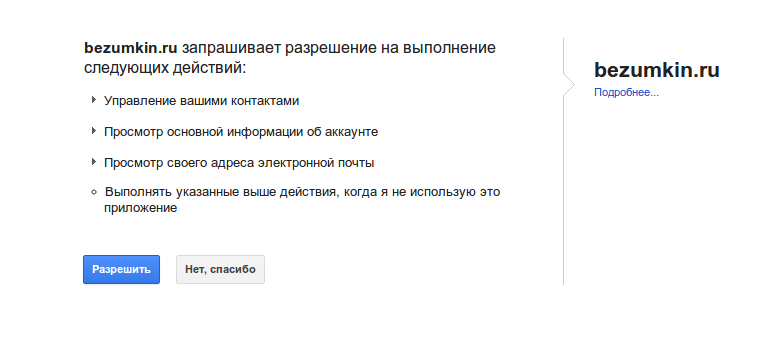 bezumkin.ru запрашивает разрешение на выполнение
следующих действий:
Управление вашими контактами
Просмотр основной информации об аккаунте
Просмотр своего адреса электронной почты
Выполнять указанные выше действия, когда я не использую это
приложение
Разрешить
Нет, спасибо
bezumkin.ru
Подробнее...